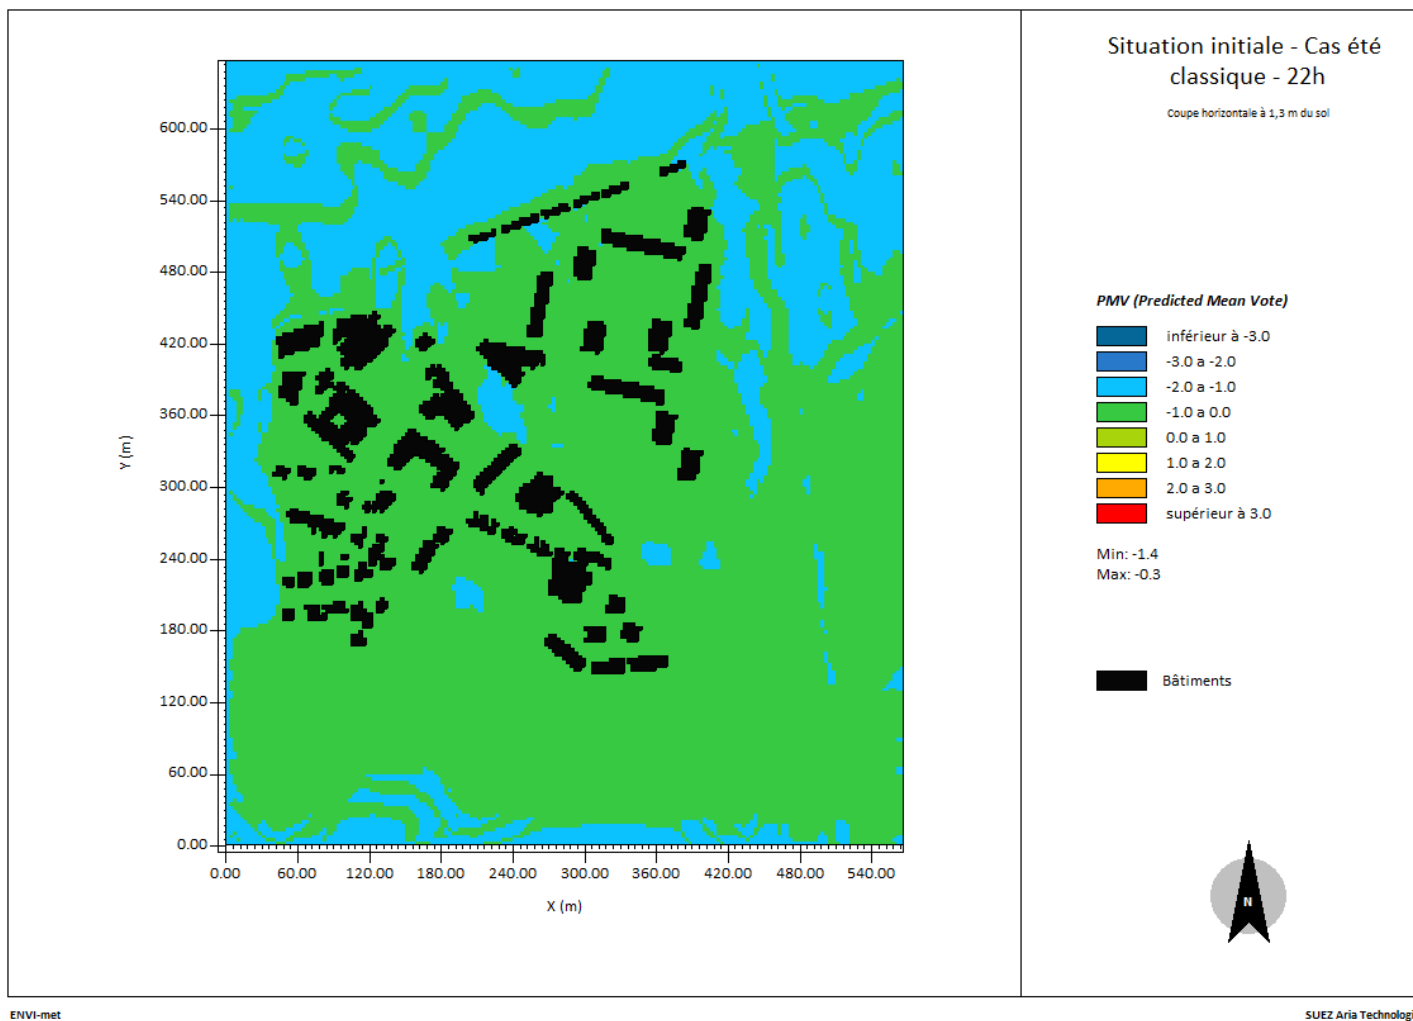 Situation initiale - Cas été
classique - 22h
Coupe horizontale à 1,3 m du sol
600.00
540.00
480.00
420.00
360.00
300.00
240.00
180.00
120.00
60.00
0.00
Y (m)
0.00 60.00 120.00 180.00 240.00 300.00 360.00 420.00 480.00 540.00
X (m)
PMV (Predicted Mean Vote)
inférieur à -3.0
-3.0 a -2.0
-2.0 a -1.0
-1.0 a 0.0
0.0 a 1.0
1.0 a 2.0
2.0 a 3.0
supérieur à 3.0
Min: -1.4
Max: -0.3
Bâtiments
N
ENVI-met
SUEZ Aria Technologi